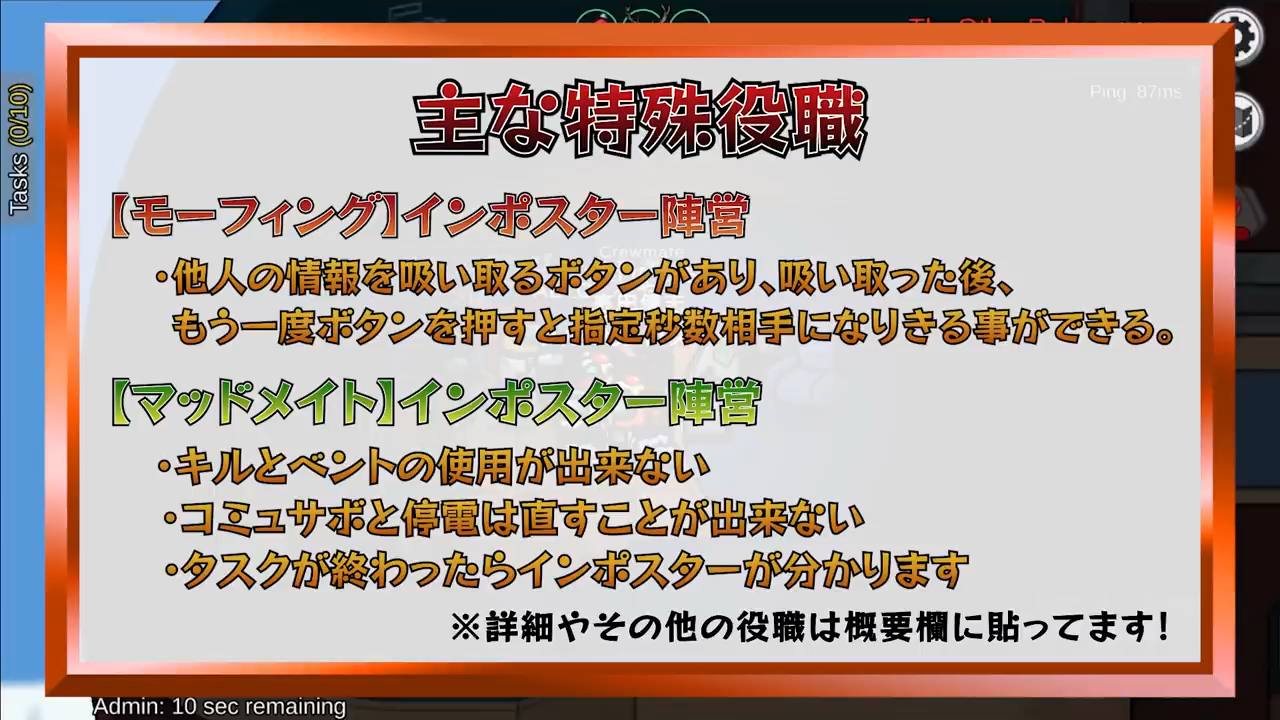 主な特殊役職
Ping 87ms
Tasks (0/10)
【モーフィング】インポスター陣営
Crewmate
・他人の情報を吸い取るボタンがあり、吸い取った後、
もう一度ボタンを押すと指定秒数相手になりきる事ができる。
【マッドメイト】インポスター陣営
・キルとベントの使用が出来ない
・コミュサボと停電は直すことが出来ない
・タスクが終わったらインポスターが分かります
※詳細やその他の役職は概要欄に貼ってます!
Admin: 10 sec remaining